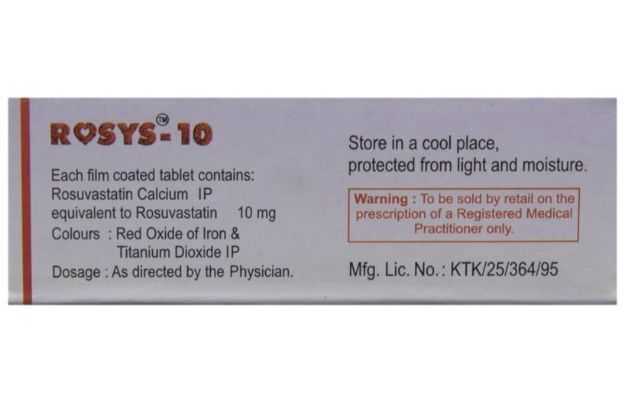 ROSYS™-10
Each film coated tablet contains:
Rosuvastatin Calcium IP
equivalent to Rosuvastatin 10 mg
Colours : Red Oxide of Iron &
Titanium Dioxide IP
Dosage : As directed by the Physician.
Store in a cool place,
protected from light and moisture.
Warning : To be sold by retail on the
prescription of a Registered Medical
Practitioner only.
Mfg. Lic. No.: KTK/25/364/95